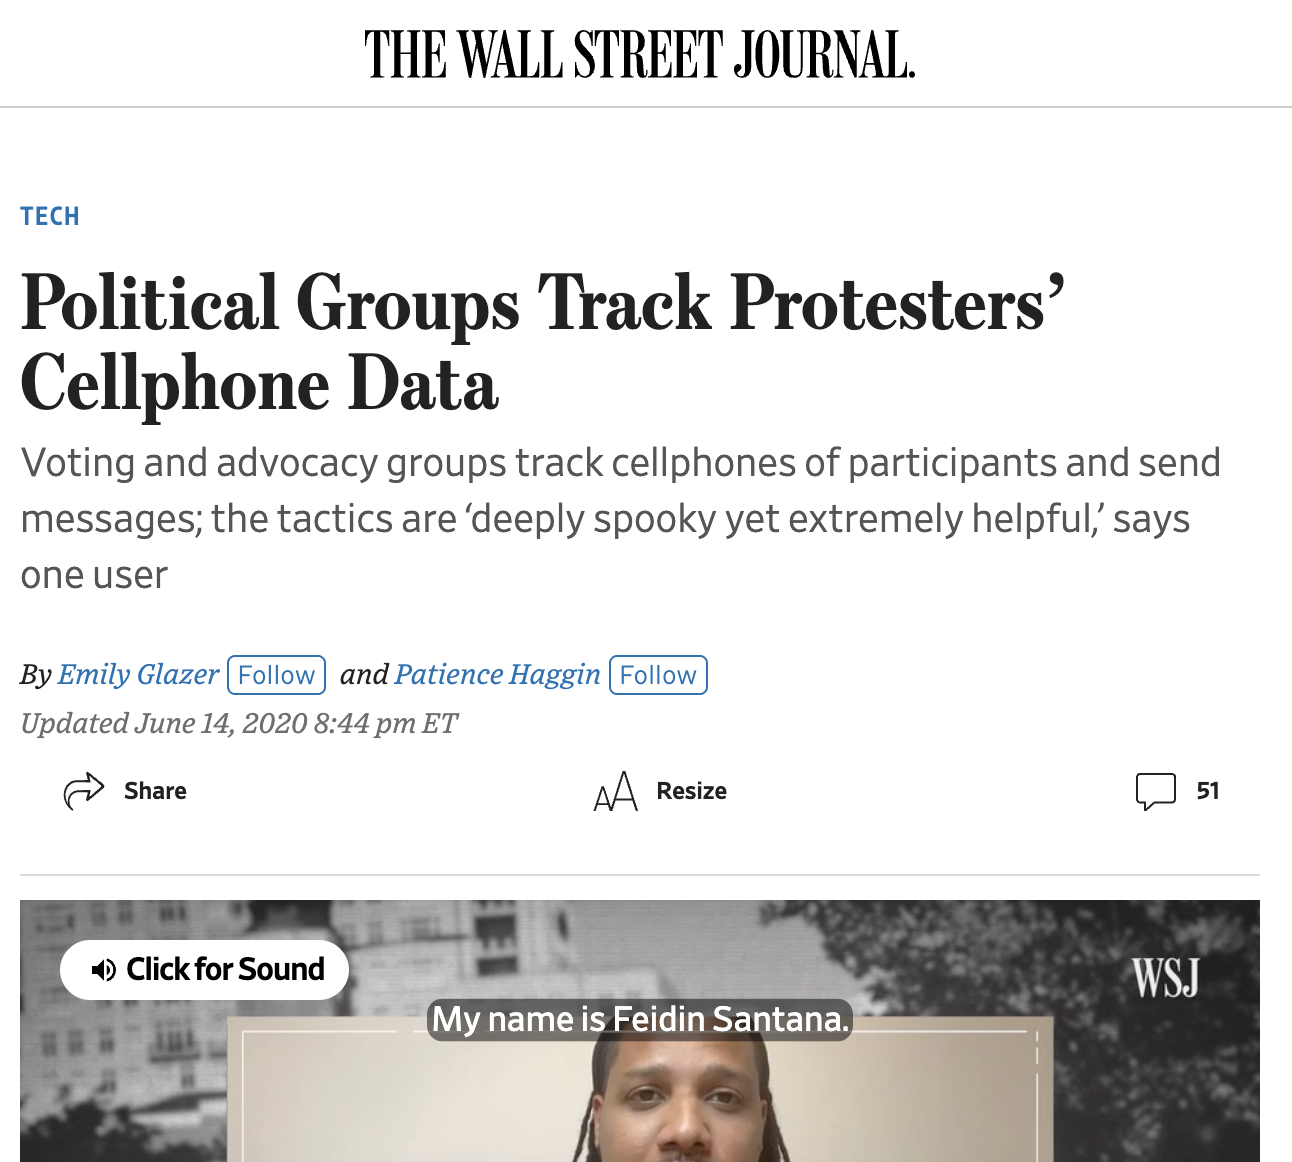 THE WALL STREET JOURNAL.
TECH
Political Groups Track Protesters’
Cellphone Data
Voting and advocacy groups track cellphones of participants and send
messages; the tactics are ‘deeply spooky yet extremely helpful,’ says
one user
By Emily Glazer Follow and Patience Haggin Follow
Updated June 14, 2020 8:44 pm ET
Share Resize 51
Click for Sound
WSJ
My name is Feidin Santana.